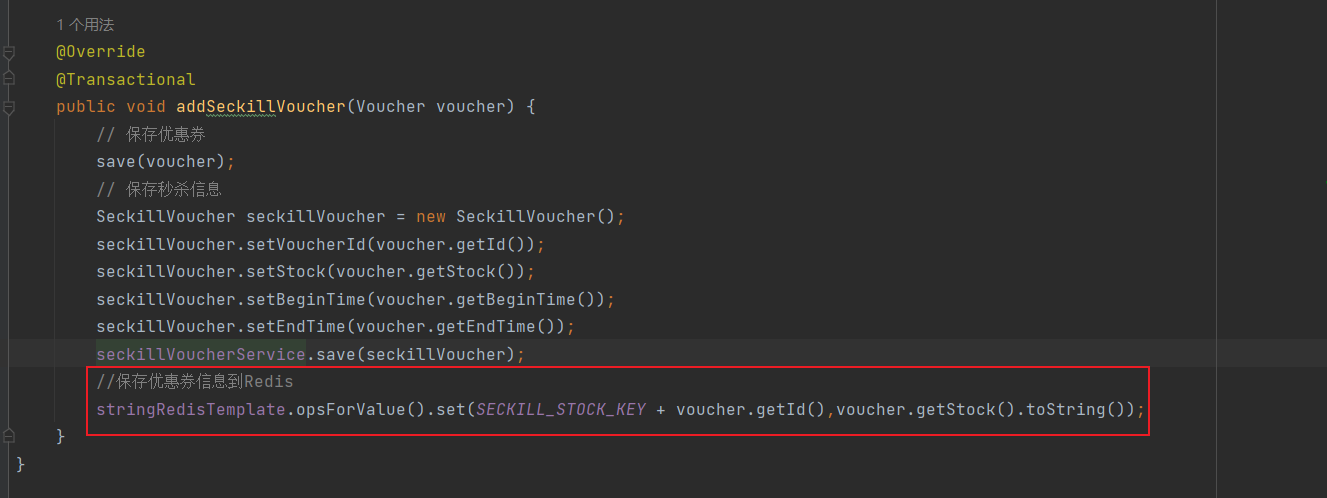 1 个用法
@Override
@Transactional
public void addSeckillVoucher(Voucher voucher) {
// 保存优惠券
save(voucher);
// 保存秒杀信息
SeckillVoucher seckillVoucher = new SeckillVoucher();
seckillVoucher.setVoucherId(voucher.getId());
seckillVoucher.setStock(voucher.getStock());
seckillVoucher.setBeginTime(voucher.getBeginTime());
seckillVoucher.setEndTime(voucher.getEndTime());
seckillVoucherService.save(seckillVoucher);
//保存优惠券信息到Redis
stringRedisTemplate.opsForValue().set(SECKILL_STOCK_KEY + voucher.getId(),voucher.getStock().toString());
}
}